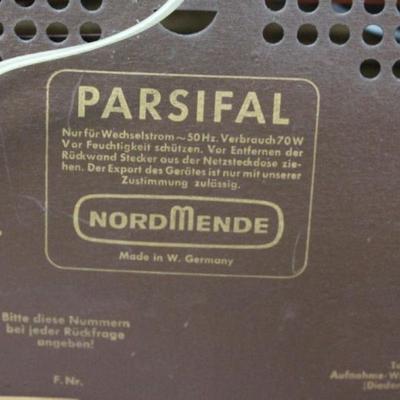 PARSIFAL
Nur für Wechselstrom ~ 50 Hz. Verbrauch 70 W
Vor Feuchtigkeit schützen. Vor Entfernen der
Rückwand Stecker aus der Netzsteckdose zie-
hen. Der Export des Gerätes ist nur mit unserer
Zustimmung zulässig.
NORDMENDE
Made in W. Germany
Bitte diese Nummern
bei jeder Rückfrage
angeben!
F. Nr.
Aufnahme-W